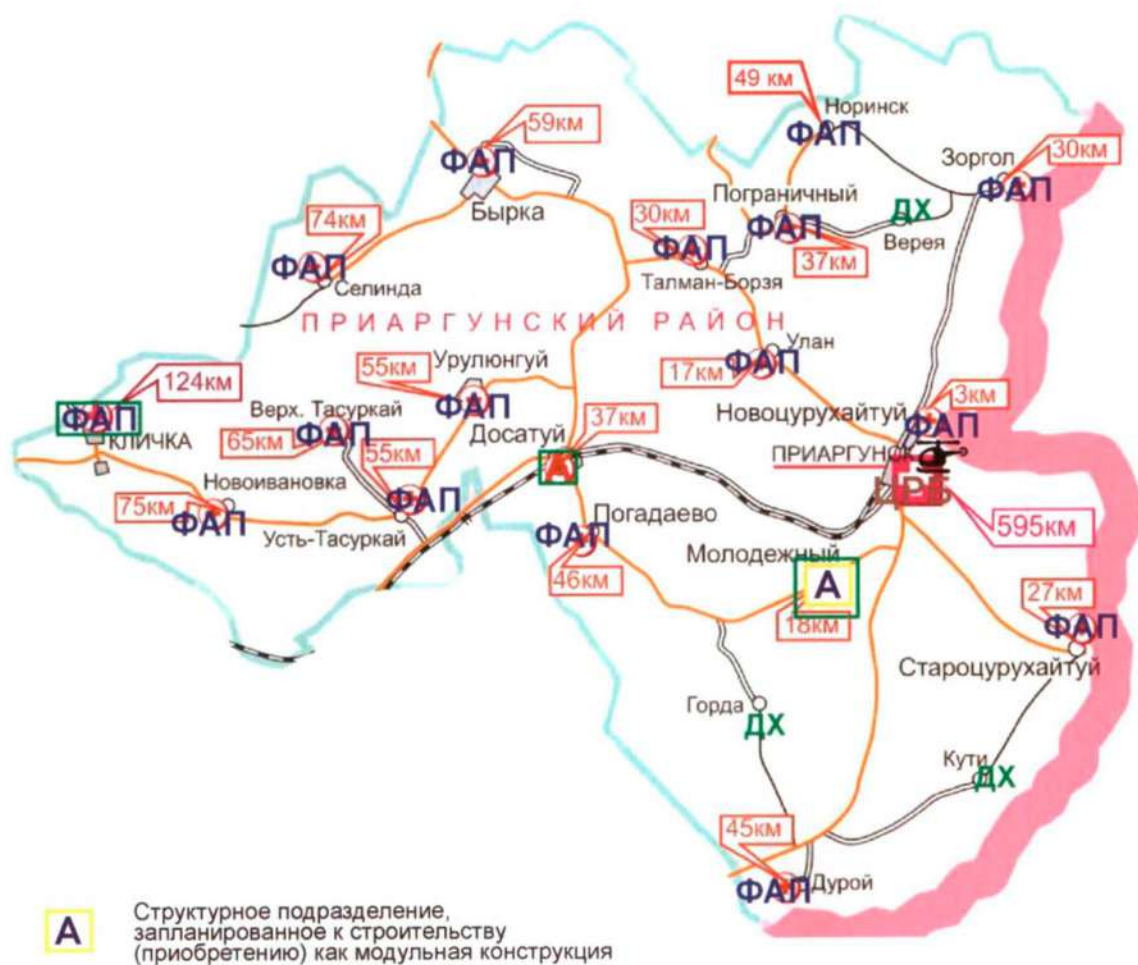 49 км
Норинск
ФАП
59км
ФАП
Бырка
Зоргол
30км
ФАП
Пограничный
ДХ
ФАП
Верея
37км
30км
ФАП
Талман-Борзя
74км
ФАП
Селинда
ПРИАРГУНСКИЙ РАЙОН
Улан
17км
ФАП
Урулюнгуй
55км
ФАП
124км
ФАП
КЛИЧКА
Верх. Тасуркай
65км
ФАП
Досатуй
37км
А
Новоцурухайтуй
3км
ФАП
ПРИАРГУНСК
ЦРБ
595км
55км
ФАП
Новоивановка
75км
ФАП
Усть-Тасуркай
Погадаево
ФАП
46км
Молодежный
А
18км
27км
ФАП
Староцурухайтуй
Горда
ДХ
Кути
ДХ
45км
ФАП
Дурой
А
Структурное подразделение,
запланированное к строительству
(приобретению) как модульная конструкция